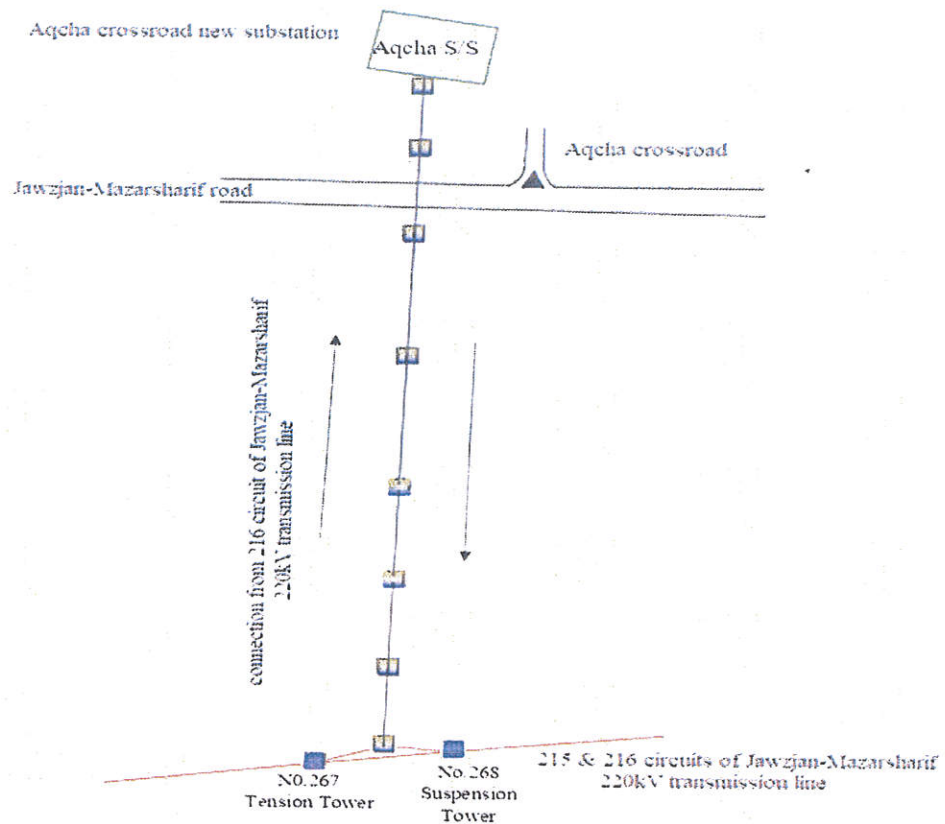 Aqcha crossroad new substation
Aqcha S/S
Aqcha crossroad
Jawzjan-Mazarsharif road
connection from 216 circuit of Jawzjan-Mazarsharif
220kV transmission line
215 & 216 circuits of Jawzjan-Mazarsharif
220kV transmission line
N0.267
Tension Tower
No.268
Suspension
Tower